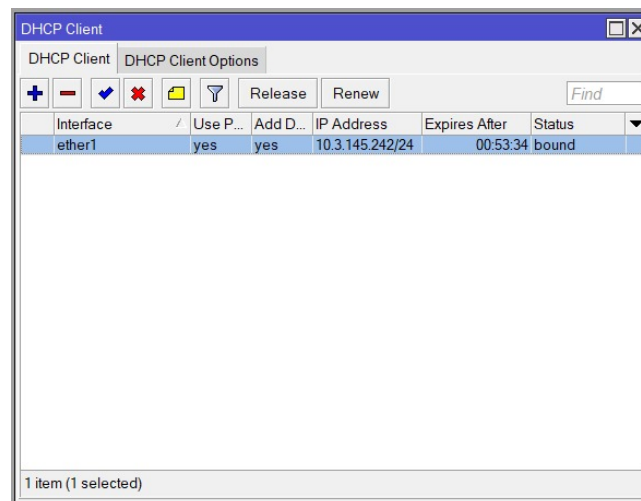 DHCP Client
DHCP Client DHCP Client Options
Release Renew Find
Interface Use P... Add D... IP Address Expires After Status
ether1 yes yes 10.3.145.242/24 00:53:34 bound
1 item (1 selected)